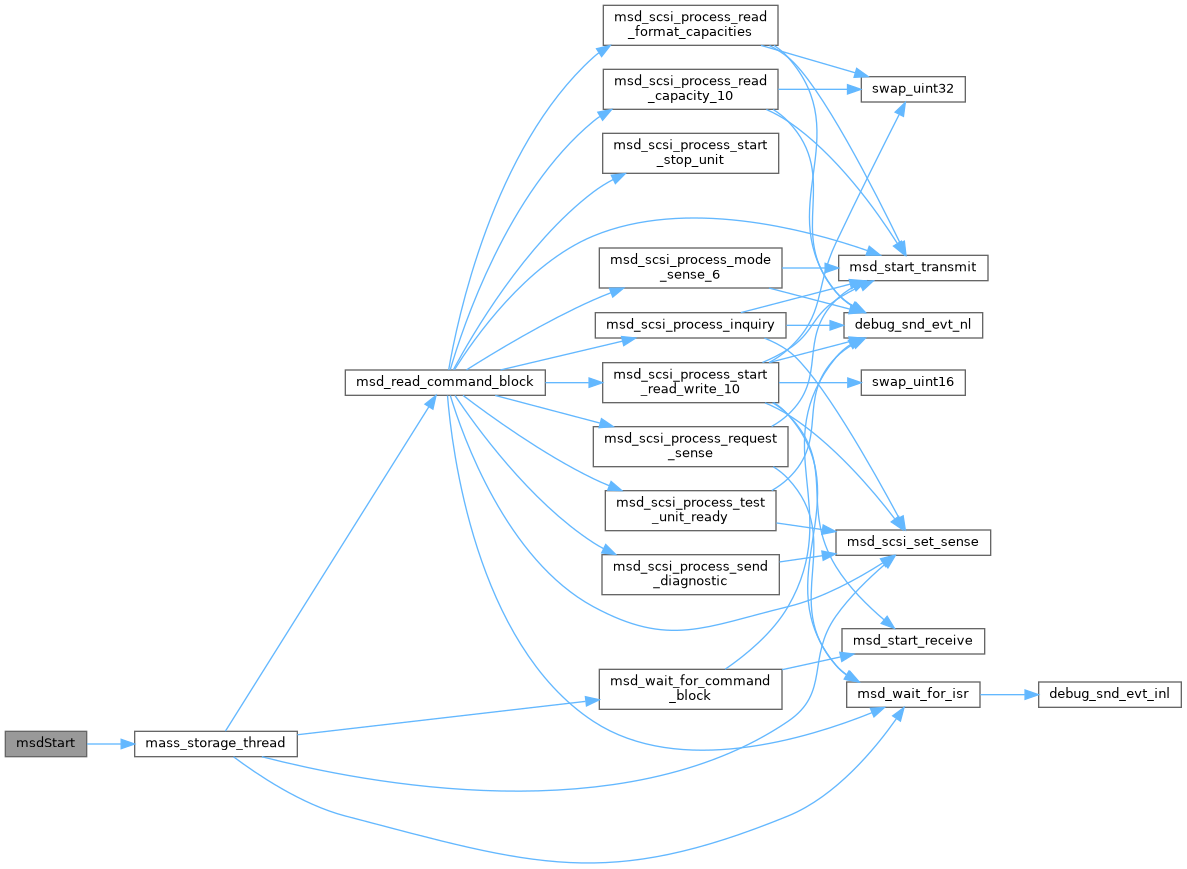 msd_scsi_process_read
_format_capacities
msd_scsi_process_read
_capacity_10
swap_uint32
msd_scsi_process_start
_stop_unit
msd_scsi_process_mode
_sense_6
msd_start_transmit
msd_scsi_process_inquiry
debug_snd_evt_nl
msd_read_command_block
msd_scsi_process_start
_read_write_10
swap_uint16
msd_scsi_process_request
_sense
msd_scsi_process_test
_unit_ready
msd_scsi_set_sense
msd_scsi_process_send
_diagnostic
msd_start_receive
msd_wait_for_command
_block
msd_wait_for_isr
debug_snd_evt_inl
msdStart
mass_storage_thread